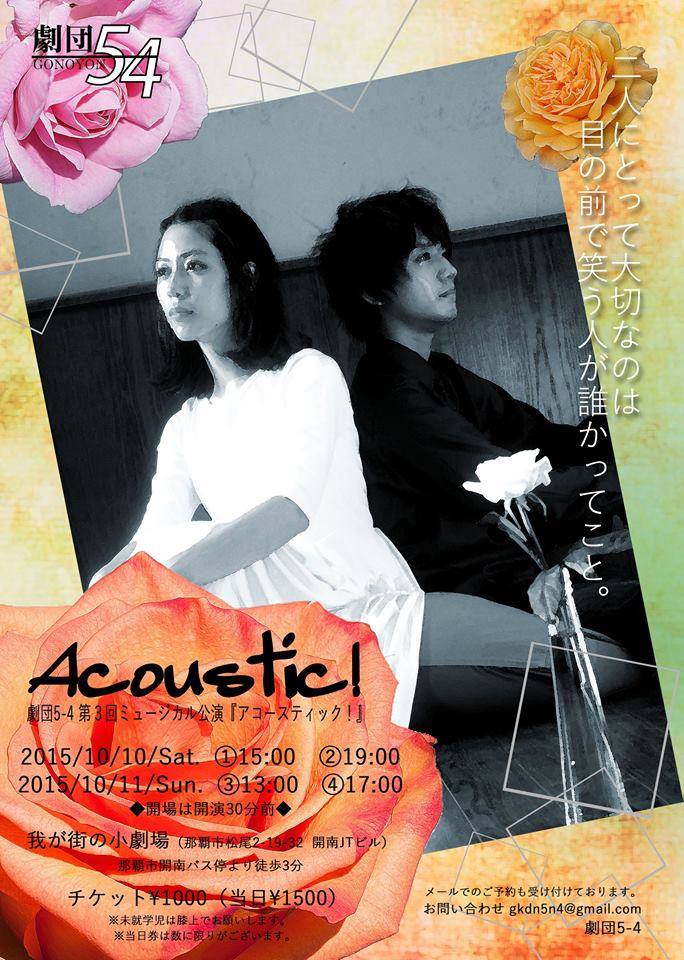 劇団5-4
GONOYON
二人にとって大切なのは
目の前で笑う人が誰かってこと。
Acoustic!
劇団5-4 第3回ミュージカル公演『アコースティック！』
2015/10/10/Sat. ①15:00 ②19:00
2015/10/11/Sun. ③13:00 ④17:00
◆開場は開演30分前◆
我が街の小劇場（那覇市松尾2-19-32 開南JTビル）
那覇市開南バス停より徒歩3分
チケット¥1000（当日¥1500）
※未就学児は膝上でお願いします。
※当日券は数に限りがございます。
メールでのご予約も受け付けております。
お問い合わせ gkdn5n4@gmail.com
劇団5-4